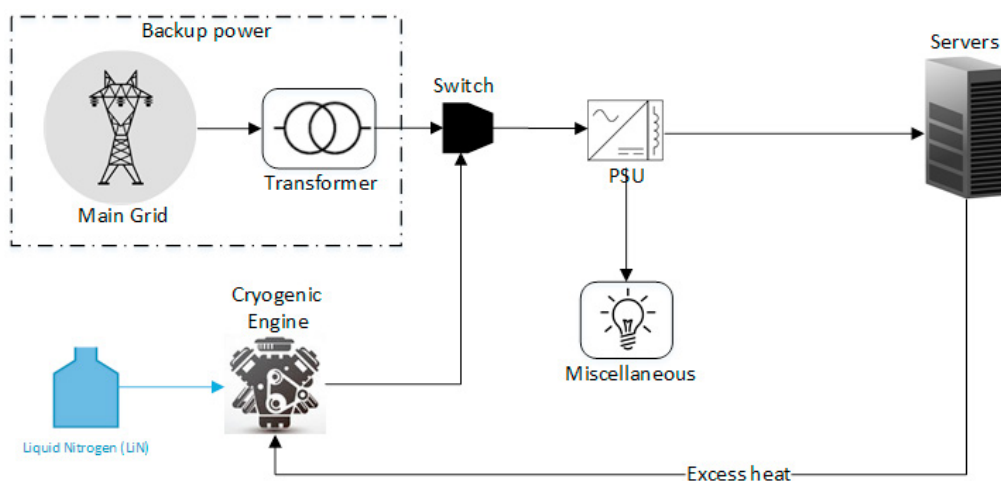 Backup power
Servers
Switch
PSU
Transformer
Main Grid
Cryogenic
Engine
Miscellaneous
Liquid Nitrogen (LiN)
Excess heat